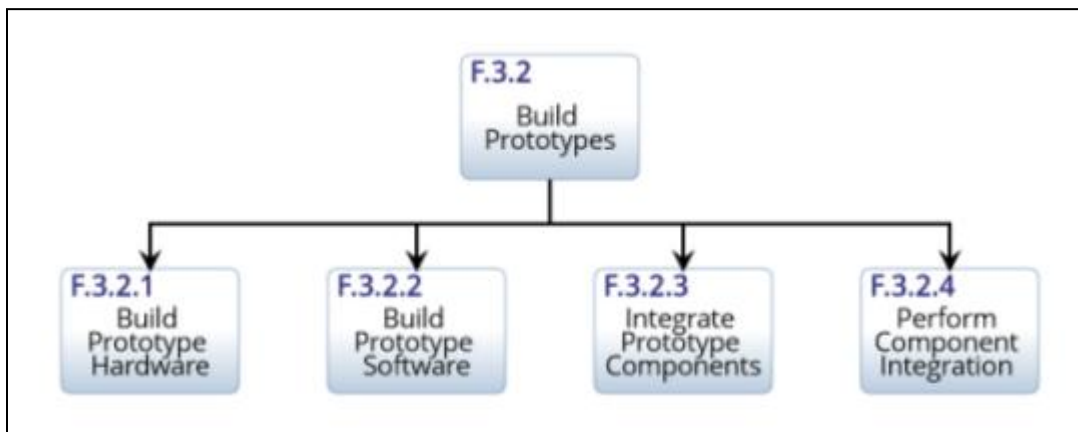 F.3.2
Build
Prototypes
F.3.2.1
Build
Prototype
Hardware
F.3.2.2
Build
Prototype
Software
F.3.2.3
Integrate
Prototype
Components
F.3.2.4
Perform
Component
Integration